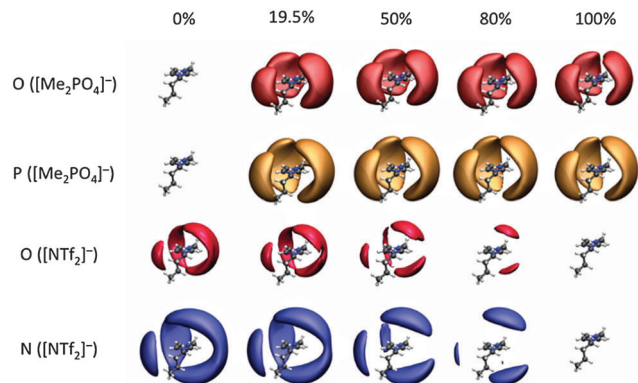 0% 19.5% 50% 80% 100%
O ([Me₂PO₄]⁻)
P ([Me₂PO₄]⁻)
O ([NTf₂]⁻)
N ([NTf₂]⁻)